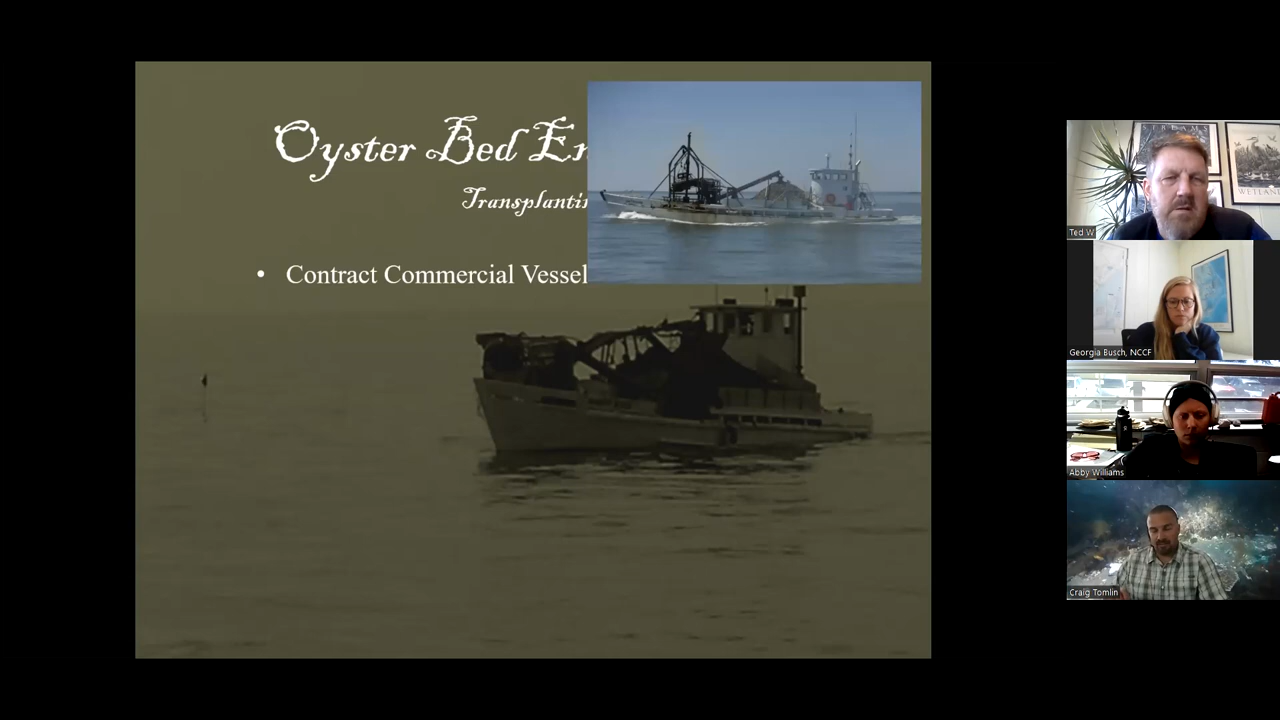 Oyster Bed En
Transplantin
• Contract Commercial Vessel
Ted W
Georgia Busch, NCCF
Abby Williams
Craig Tomlin